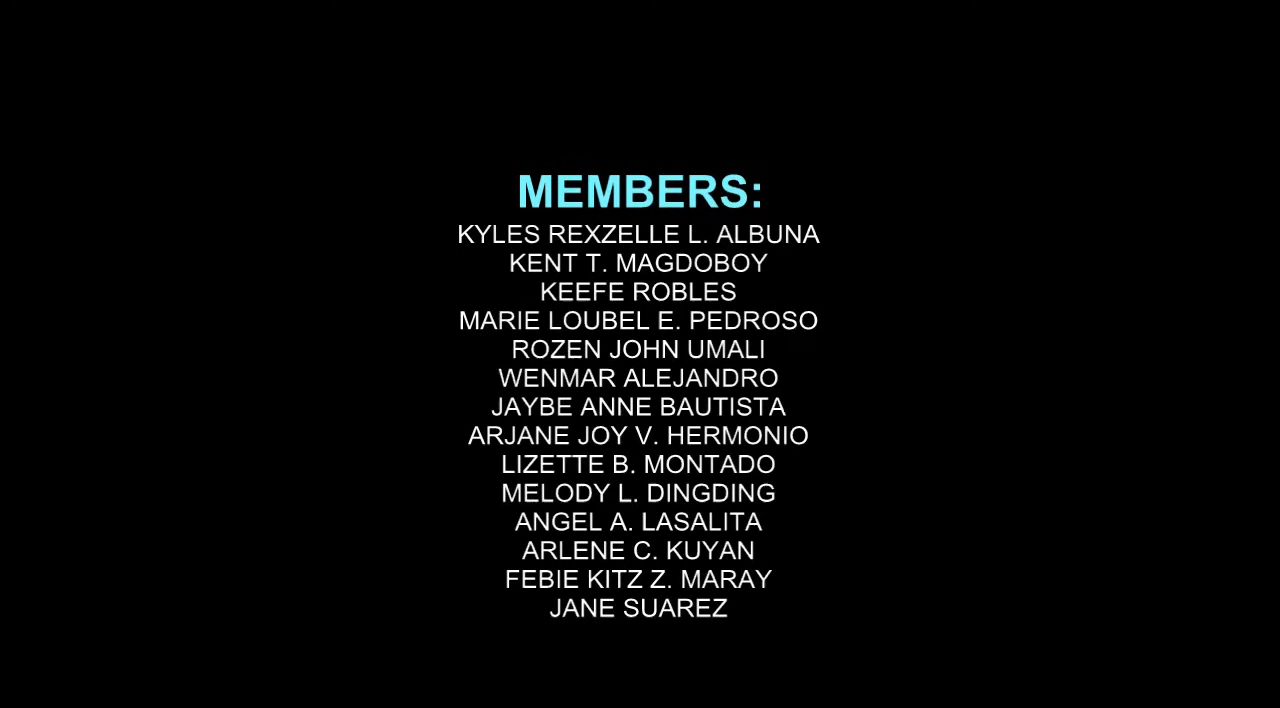 MEMBERS:
KYLES REXZELLE L. ALBUNA
KENT T. MAGDOBOY
KEEFE ROBLES
MARIE LOUBEL E. PEDROSO
ROZEN JOHN UMALI
WENMAR ALEJANDRO
JAYBE ANNE BAUTISTA
ARJANE JOY V. HERMONIO
LIZETTE B. MONTADO
MELODY L. DINGDING
ANGEL A. LASALITA
ARLENE C. KUYAN
FEBIE KITZ Z. MARAY
JANE SUAREZ